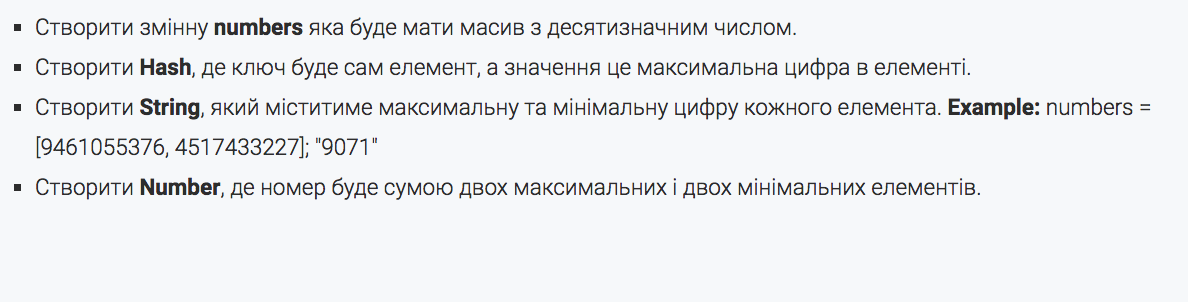 Створити змінну numbers яка буде мати масив з десятизначним числом.
Створити Hash, де ключ буде сам елемент, а значення це максимальна цифра в елементі.
Створити String, який міститиме максимальну та мінімальну цифру кожного елемента. Example: numbers =
[9461055376, 4517433227]; "9071"
Створити Number, де номер буде сумою двох максимальних і двох мінімальних елементів.